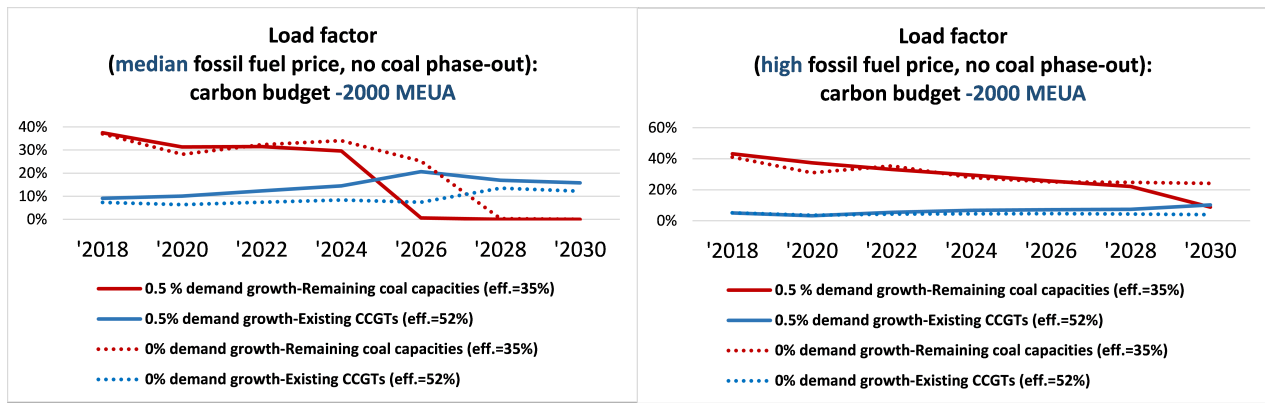 Load factor
(median fossil fuel price, no coal phase-out):
carbon budget -2000 MEUA
40%
30%
20%
10%
0%
'2018 '2020 '2022 '2024 '2026 '2028 '2030
0.5 % demand growth-Remaining coal capacities (eff.=35%)
0.5% demand growth-Existing CCGTs (eff.=52%)
0% demand growth-Remaining coal capacities (eff.=35%)
0% demand growth-Existing CCGTs (eff.=52%)
Load factor
(high fossil fuel price, no coal phase-out):
carbon budget -2000 MEUA
60%
40%
20%
0%
'2018 '2020 '2022 '2024 '2026 '2028 '2030
0.5 % demand growth-Remaining coal capacities (eff.=35%)
0.5% demand growth-Existing CCGTs (eff.=52%)
0% demand growth-Remaining coal capacities (eff.=35%)
0% demand growth-Existing CCGTs (eff.=52%)